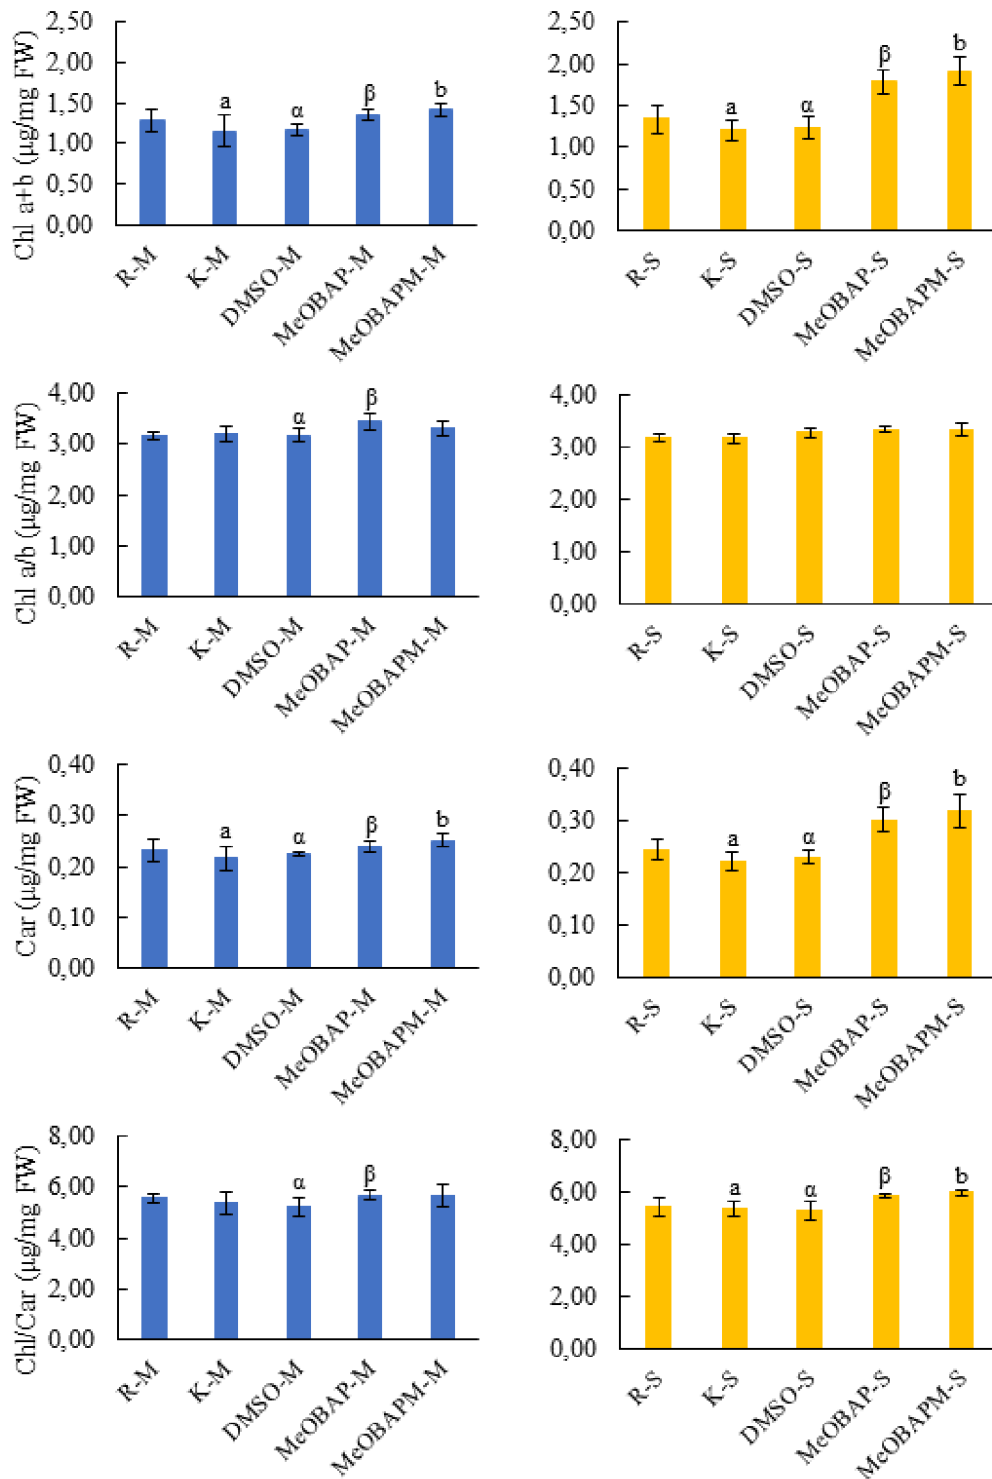 Chl a+b (µg/mg FW)
2,50
2,00
1,50
1,00
0,50
0,00
a
α
β
b
R-M
K-M
DMSO-M
MeOBAP-M
MeOBAPM-M
2,50
2,00
1,50
1,00
0,50
0,00
a
α
β
b
R-S
K-S
DMSO-S
MeOBAP-S
MeOBAPM-S
Chl a/b (µg/mg FW)
4,00
3,00
2,00
1,00
0,00
α
β
R-M
K-M
DMSO-M
MeOBAP-M
MeOBAPM-M
4,00
3,00
2,00
1,00
0,00
R-S
K-S
DMSO-S
MeOBAP-S
MeOBAPM-S
Car (µg/mg FW)
0,40
0,30
0,20
0,10
0,00
a
α
β
b
R-M
K-M
DMSO-M
MeOBAP-M
MeOBAPM-M
0,40
0,30
0,20
0,10
0,00
a
α
β
b
R-S
K-S
DMSO-S
MeOBAP-S
MeOBAPM-S
Chl/Car (µg/mg FW)
8,00
6,00
4,00
2,00
0,00
α
β
R-M
K-M
DMSO-M
MeOBAP-M
MeOBAPM-M
8,00
6,00
4,00
2,00
0,00
a
α
β
b
R-S
K-S
DMSO-S
MeOBAP-S
MeOBAPM-S